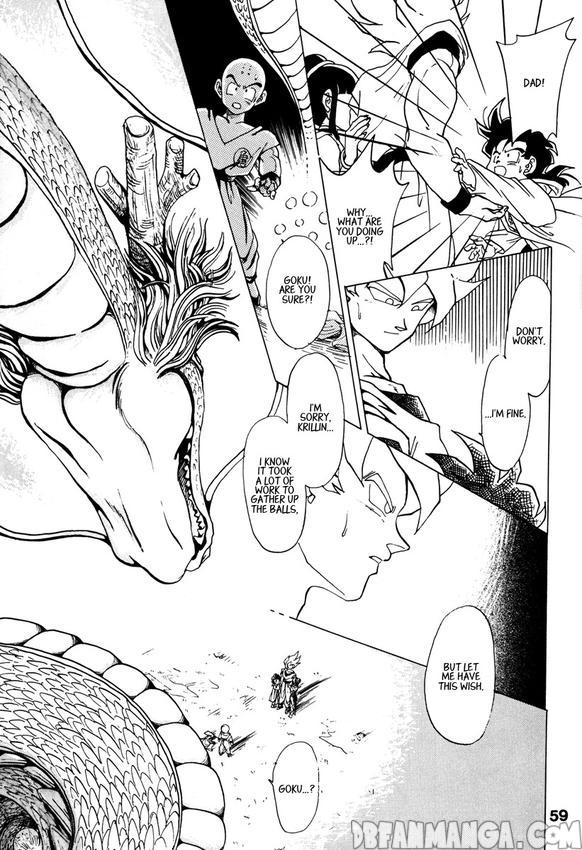 DAD!
WHY...
WHAT ARE
YOU DOING
UP...?!
GOKU!
ARE YOU
SURE?!
DON'T
WORRY.
...I'M FINE.
I'M
SORRY,
KRILLIN...
I KNOW
IT TOOK
A LOT OF
WORK TO
GATHER UP
THE BALLS.
BUT LET
ME HAVE
THIS WISH.
GOKU...?
59
DBFANMANGA.COM